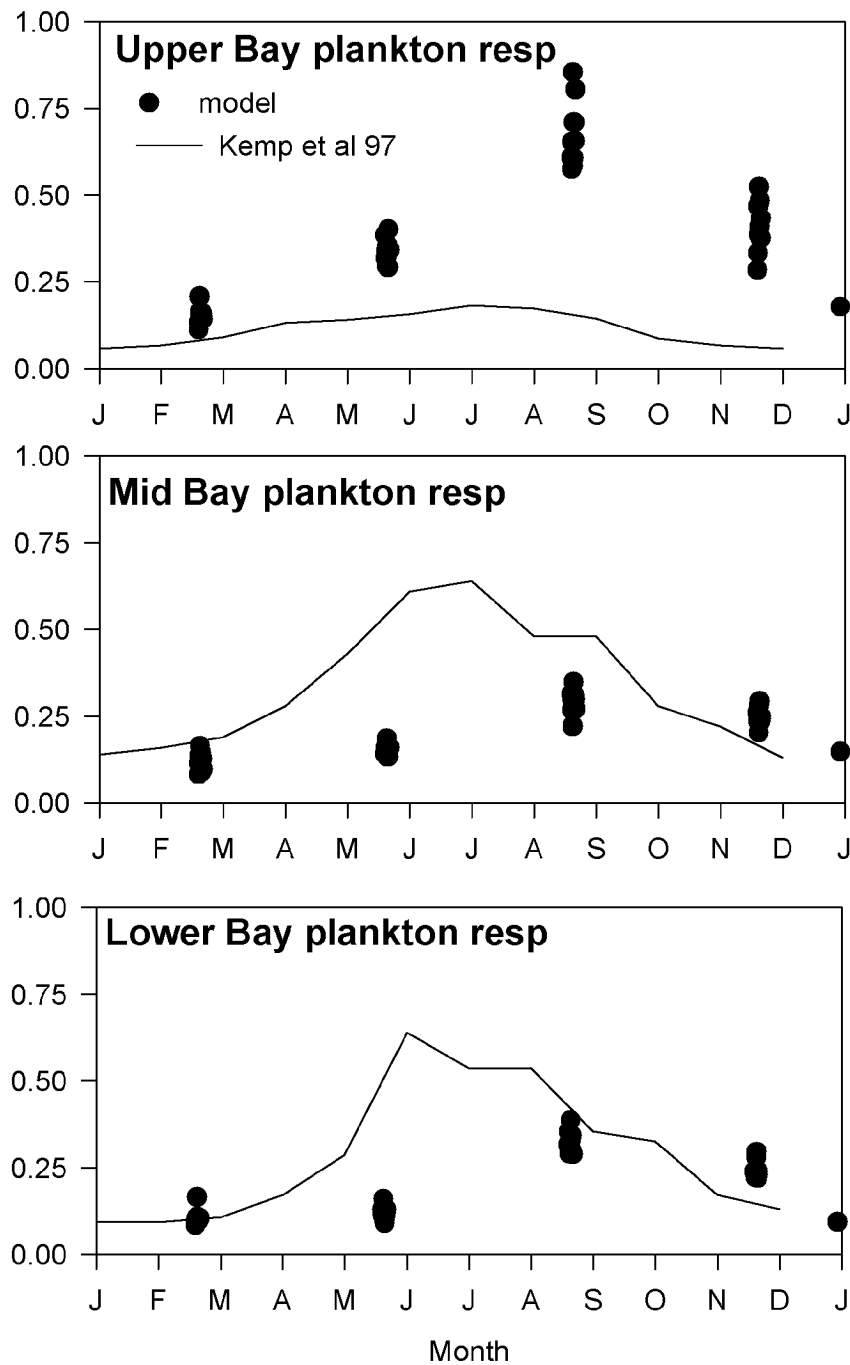 1.00
Upper Bay plankton resp
model
0.75
Kemp et al 97
0.50
0.25
0.00
J F M A M J J A S O N D J
1.00
Mid Bay plankton resp
0.75
0.50
0.25
0.00
J F M A M J J A S O N D J
1.00
Lower Bay plankton resp
0.75
0.50
0.25
0.00
J F M A M J J A S O N D J
Month